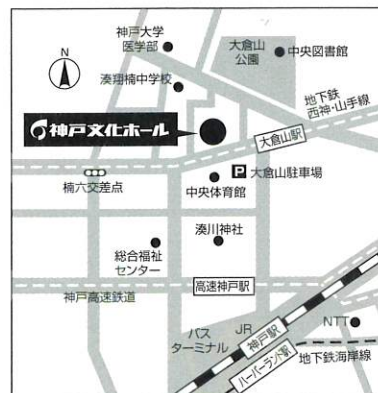 N
神戸大学
医学部
大倉山
公園
中央図書館
湊翔楠中学校
地下鉄
西神・山手線
神戸文化ホール
大倉山駅
P 大倉山駐車場
楠六交差点
中央体育館
湊川神社
総合福祉
センター
高速神戸駅
神戸高速鉄道
バス
ターミナル
JR
神戸駅
NTT
ハーバーランド駅
地下鉄海岸線